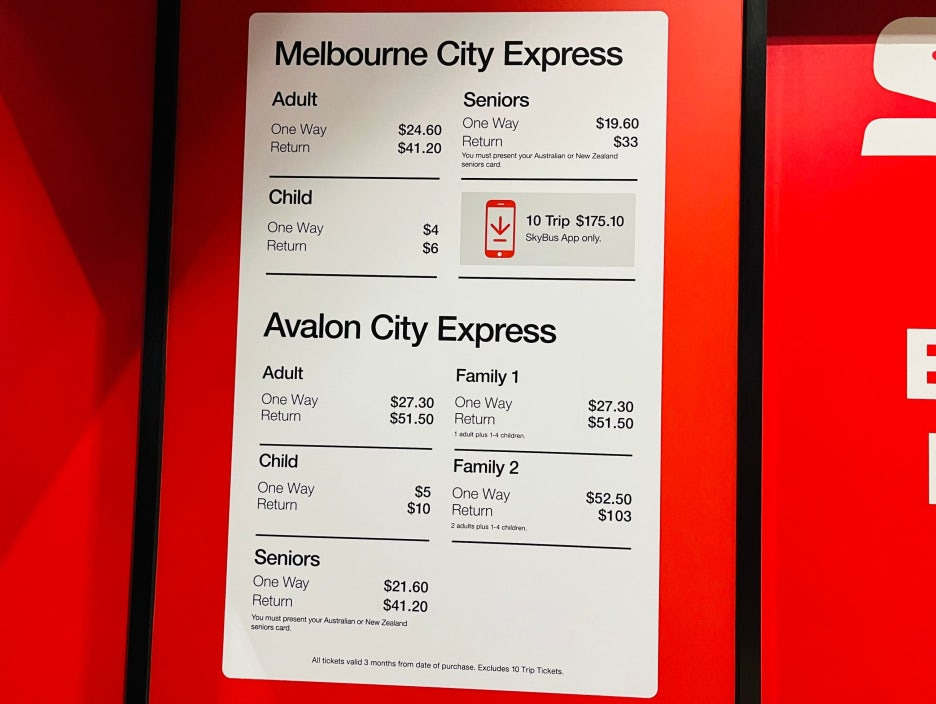 Melbourne City Express
Adult
One Way $24.60
Return $41.20
Seniors
One Way $19.60
Return $33
You must present your Australian or New Zealand
seniors card.
Child
One Way $4
Return $6
10 Trip $175.10
SkyBus App only.
Avalon City Express
Adult
One Way $27.30
Return $51.50
Family 1
One Way $27.30
Return $51.50
1 adult plus 1-4 children.
Child
One Way $5
Return $10
Family 2
One Way $52.50
Return $103
2 adults plus 1-4 children.
Seniors
One Way $21.60
Return $41.20
You must present your Australian or New Zealand
seniors card.
All tickets valid 3 months from date of purchase. Excludes 10 Trip Tickets.